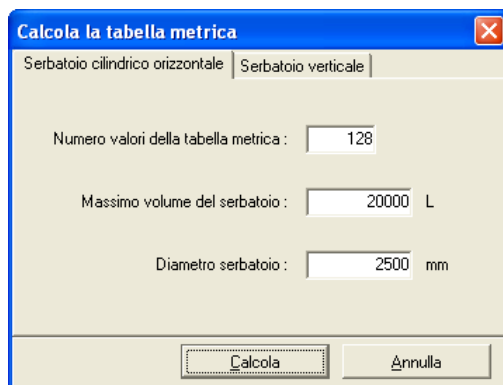 Calcola la tabella metrica
Serbatoio cilindrico orizzontale Serbatoio verticale
Numero valori della tabella metrica : 128
Massimo volume del serbatoio : 20000 L
Diametro serbatoio : 2500 mm
Calcola Annulla